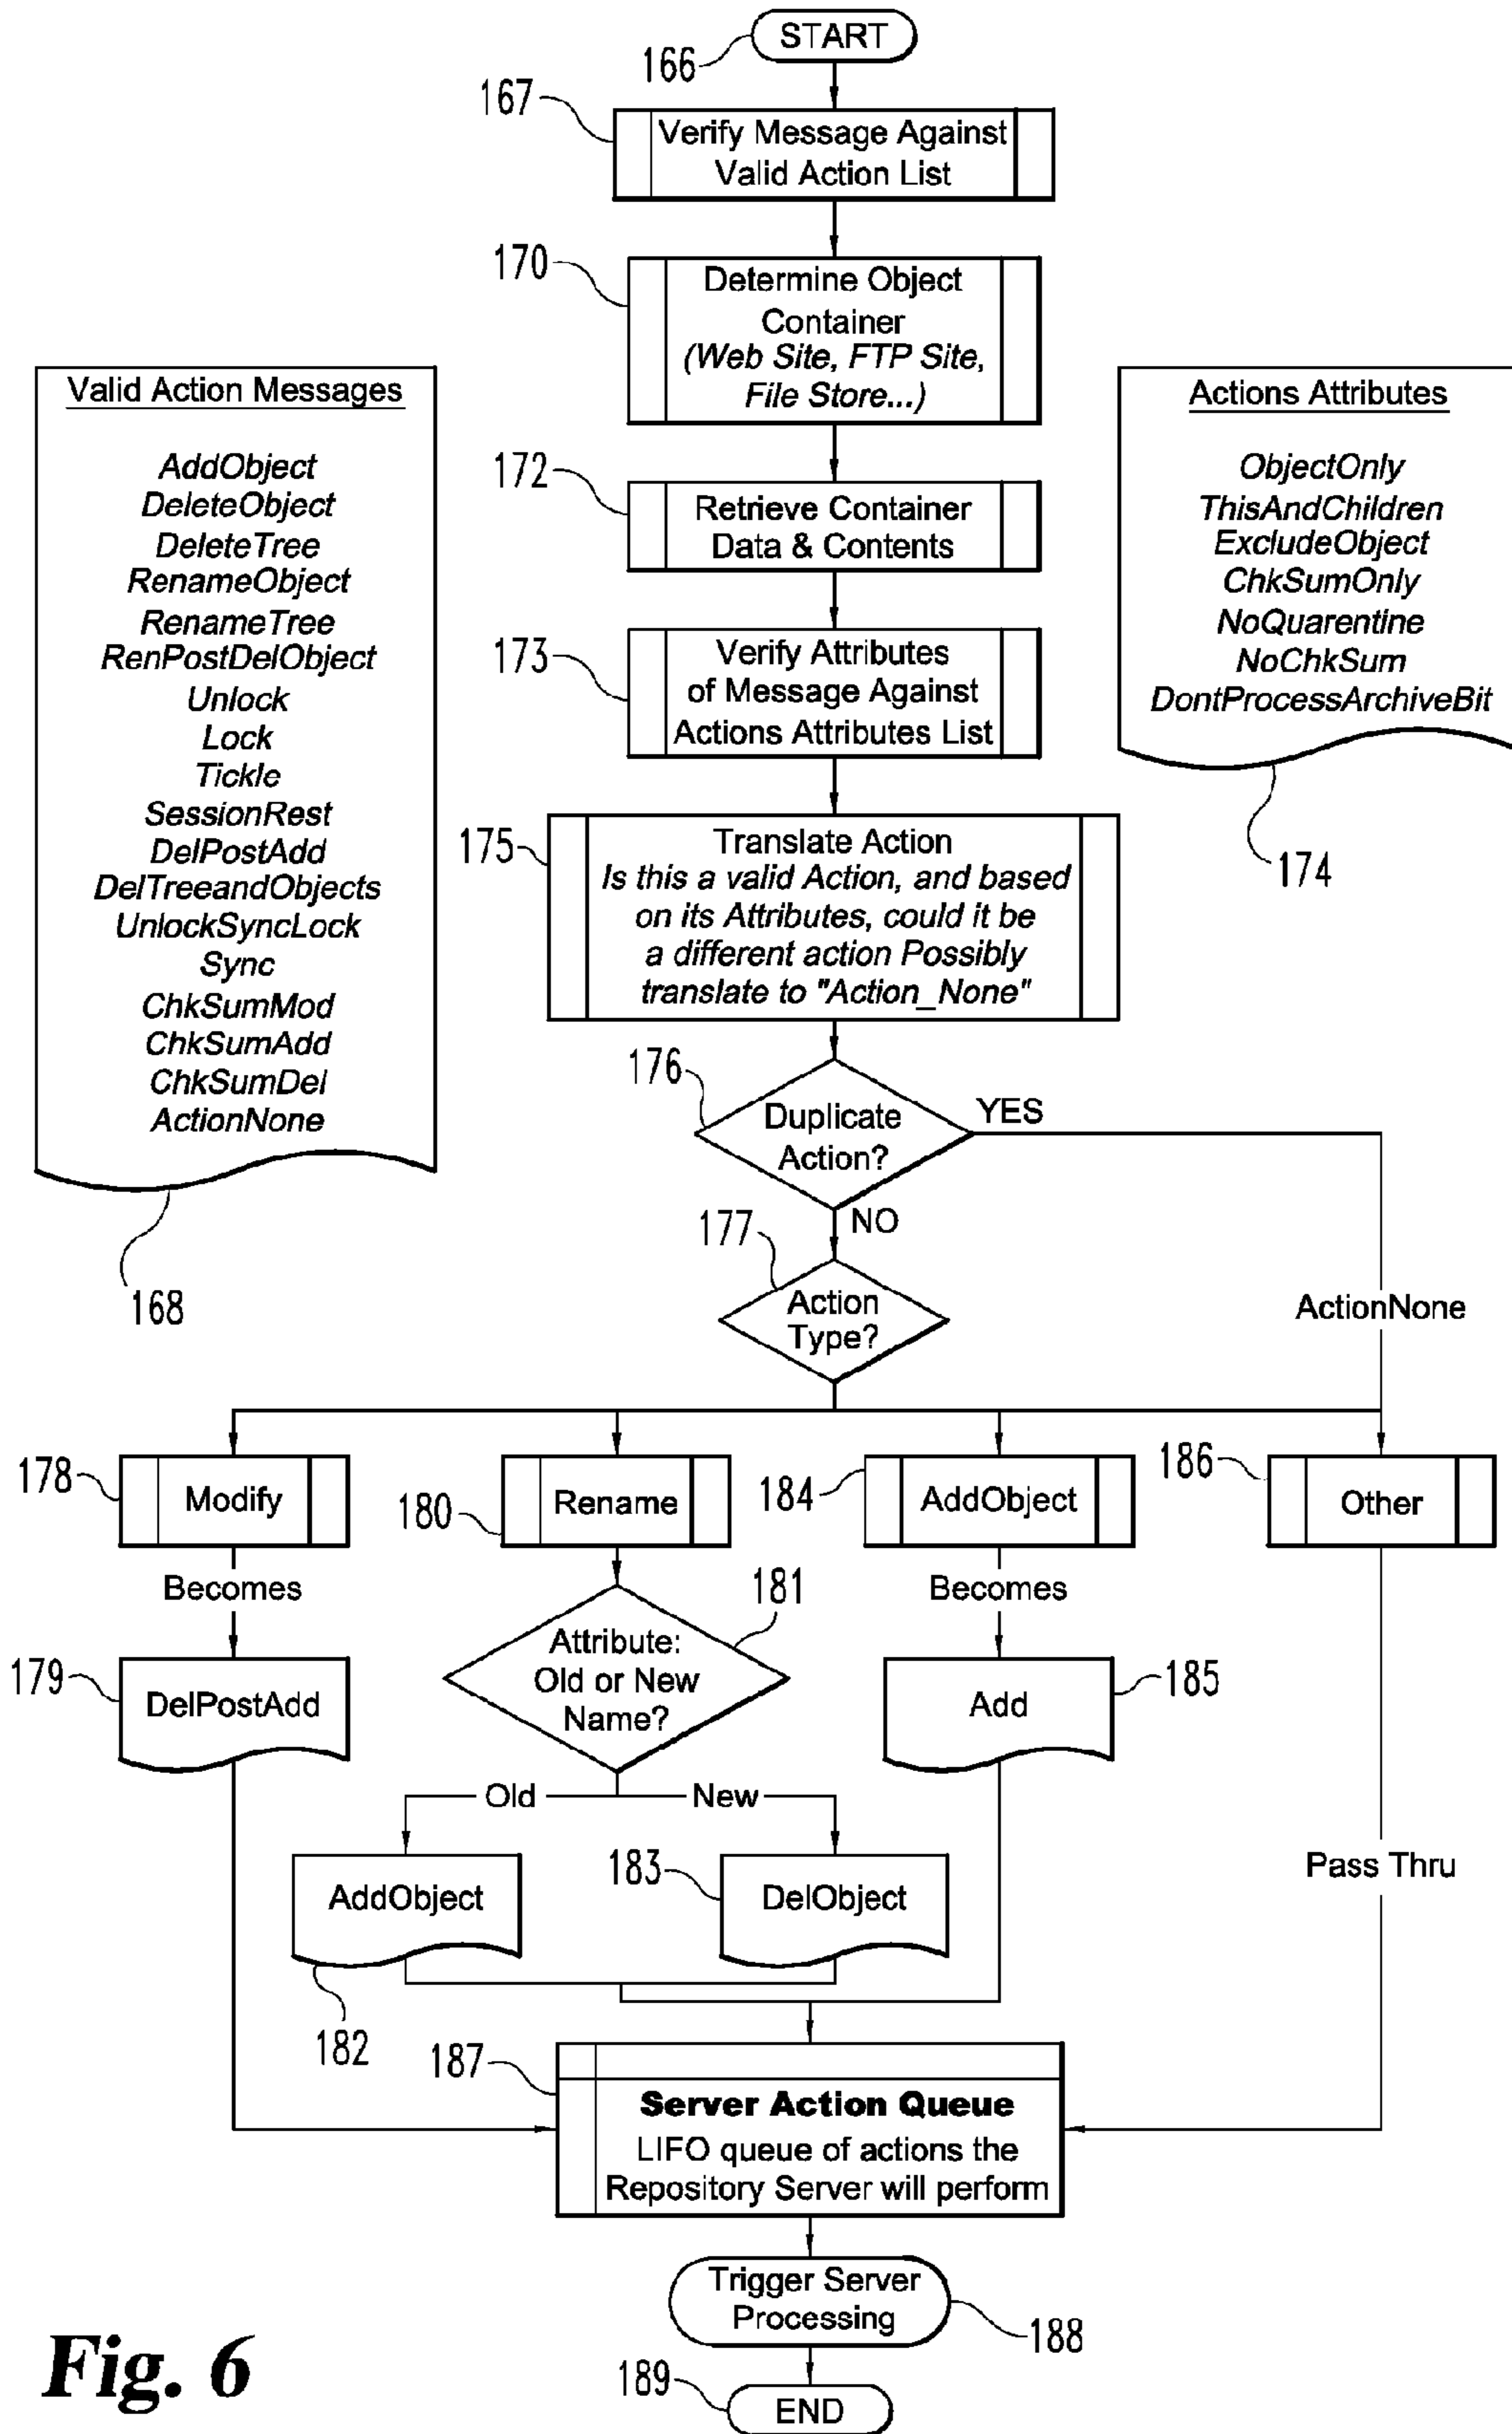 START
166
167
Verify Message Against
Valid Action List
170
Determine Object
Container
(Web Site, FTP Site,
File Store...)
Valid Action Messages
AddObject
DeleteObject
DeleteTree
RenameObject
RenameTree
RenPostDelObject
Unlock
Lock
Tickle
SessionRest
DelPostAdd
DelTreeandObjects
UnlockSyncLock
Sync
ChkSumMod
ChkSumAdd
ChkSumDel
ActionNone
168
Actions Attributes
ObjectOnly
ThisAndChildren
ExcludeObject
ChkSumOnly
NoQuarentine
NoChkSum
DontProcessArchiveBit
174
172
Retrieve Container
Data & Contents
173
Verify Attributes
of Message Against
Actions Attributes List
175
Translate Action
Is this a valid Action, and based
on its Attributes, could it be
a different action Possibly
translate to "Action_None"
176
Duplicate
Action?
YES
NO
177
Action
Type?
ActionNone
178
Modify
180
Rename
184
AddObject
186
Other
Becomes
181
Becomes
179
DelPostAdd
Attribute:
Old or New
Name?
Add
185
Old
New
AddObject
182
183
DelObject
Pass Thru
187
Server Action Queue
LIFO queue of actions the
Repository Server will perform
Trigger Server
Processing
188
189
END
Fig. 6